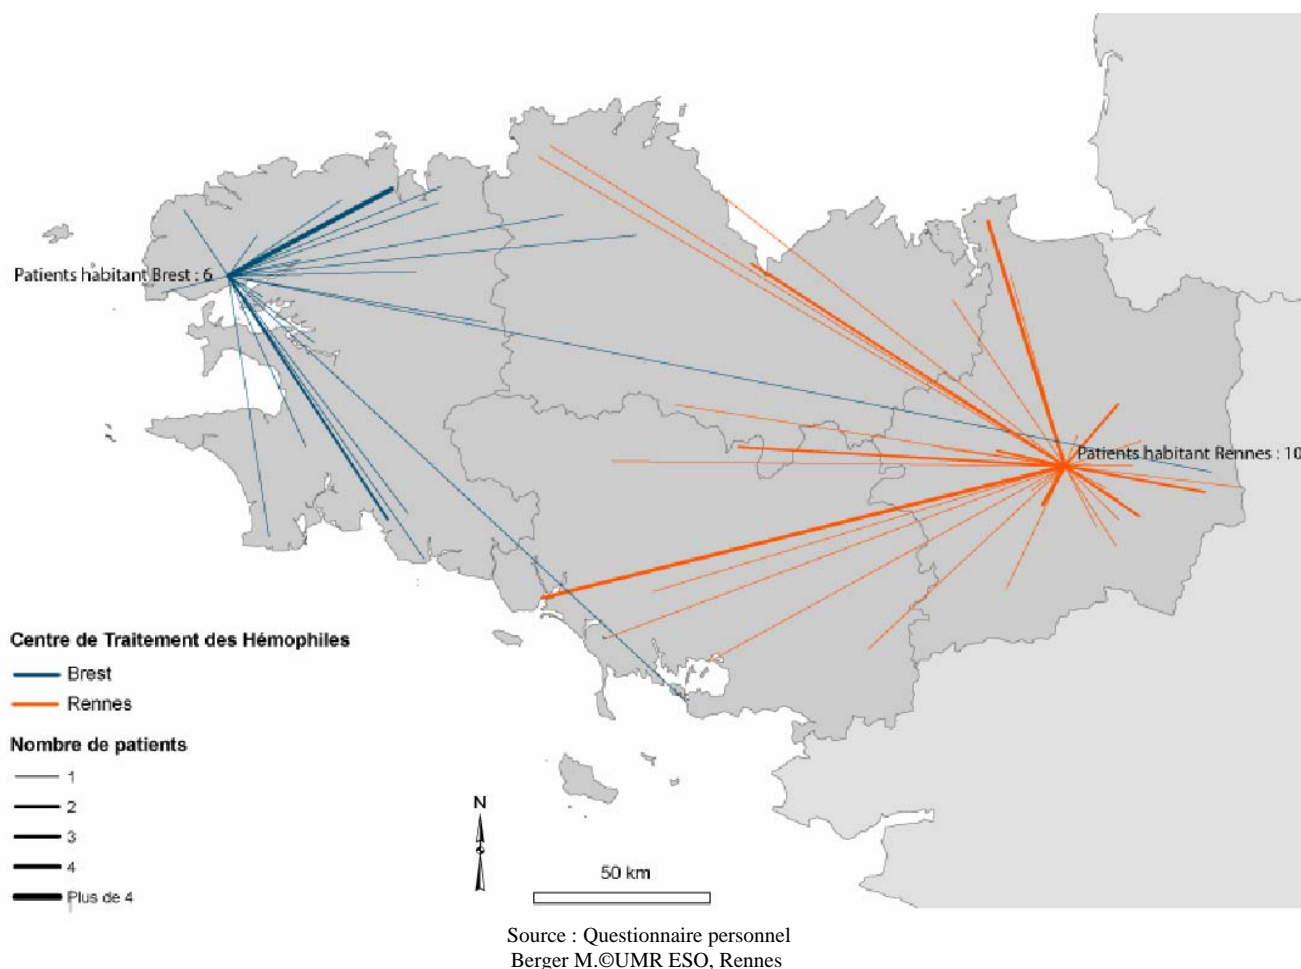 Patients habitant Brest : 6
Patients habitant Rennes : 10
Centre de Traitement des Hémophiles
Brest
Rennes
Nombre de patients
1
2
3
4
Plus de 4
N
50 km
Source : Questionnaire personnel
Berger M.©UMR ESO, Rennes